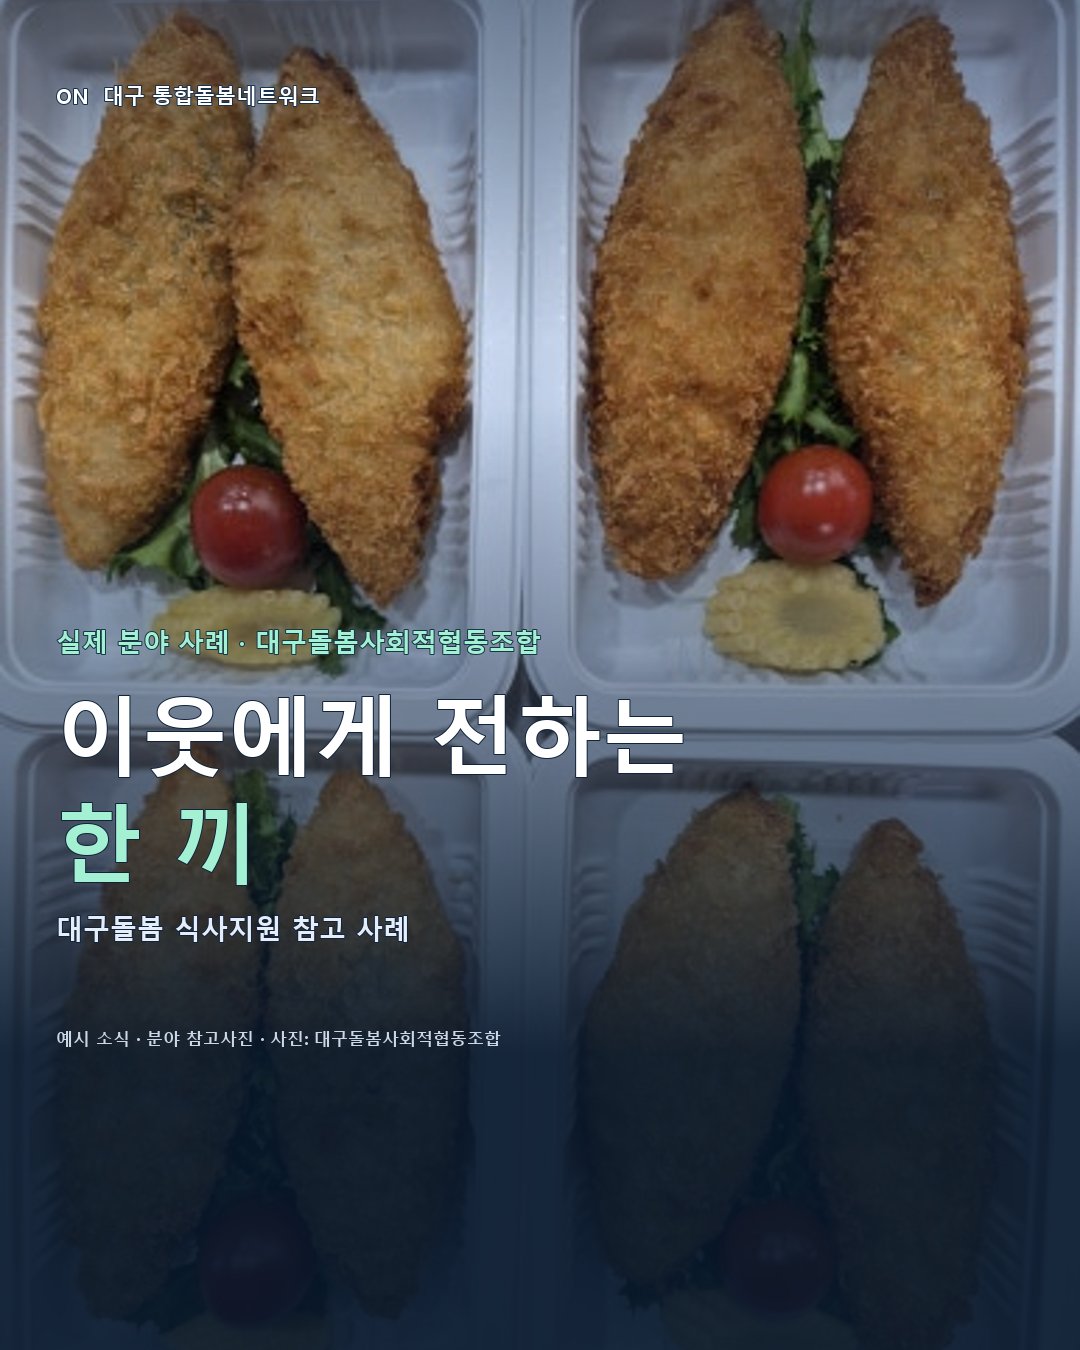 ON 대구 통합돌봄네트워크
실제 분야 사례 · 대구돌봄사회적협동조합
이웃에게 전하는
한 끼
대구돌봄 식사지원 참고 사례
예시 소식 · 분야 참고사진 · 사진: 대구돌봄사회적협동조합